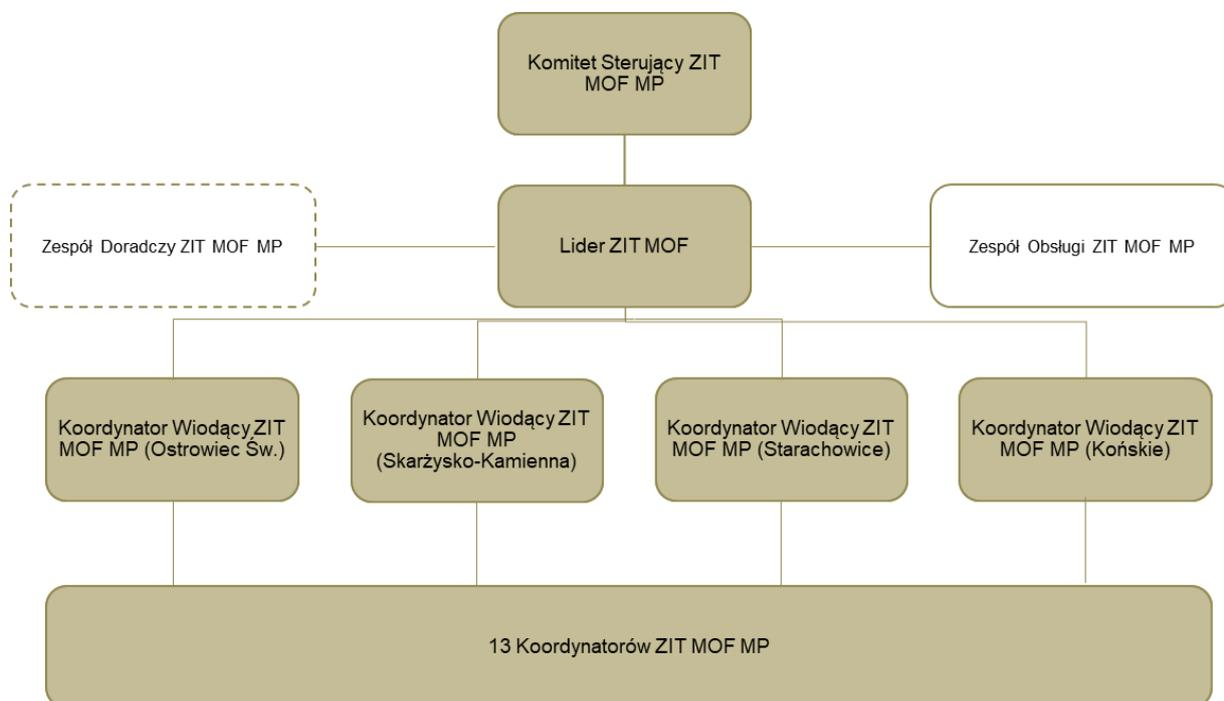 Komitet Sterujący ZIT
MOF MP
Zespół Doradczy ZIT MOF MP
Lider ZIT MOF
Zespół Obsługi ZIT MOF MP
Koordynator Wiodący ZIT
MOF MP (Ostrowiec Św.)
Koordynator Wiodący ZIT
MOF MP
(Skarżysko-Kamienna)
Koordynator Wiodący ZIT
MOF MP (Starachowice)
Koordynator Wiodący ZIT
MOF MP (Końskie)
13 Koordynatorów ZIT MOF MP